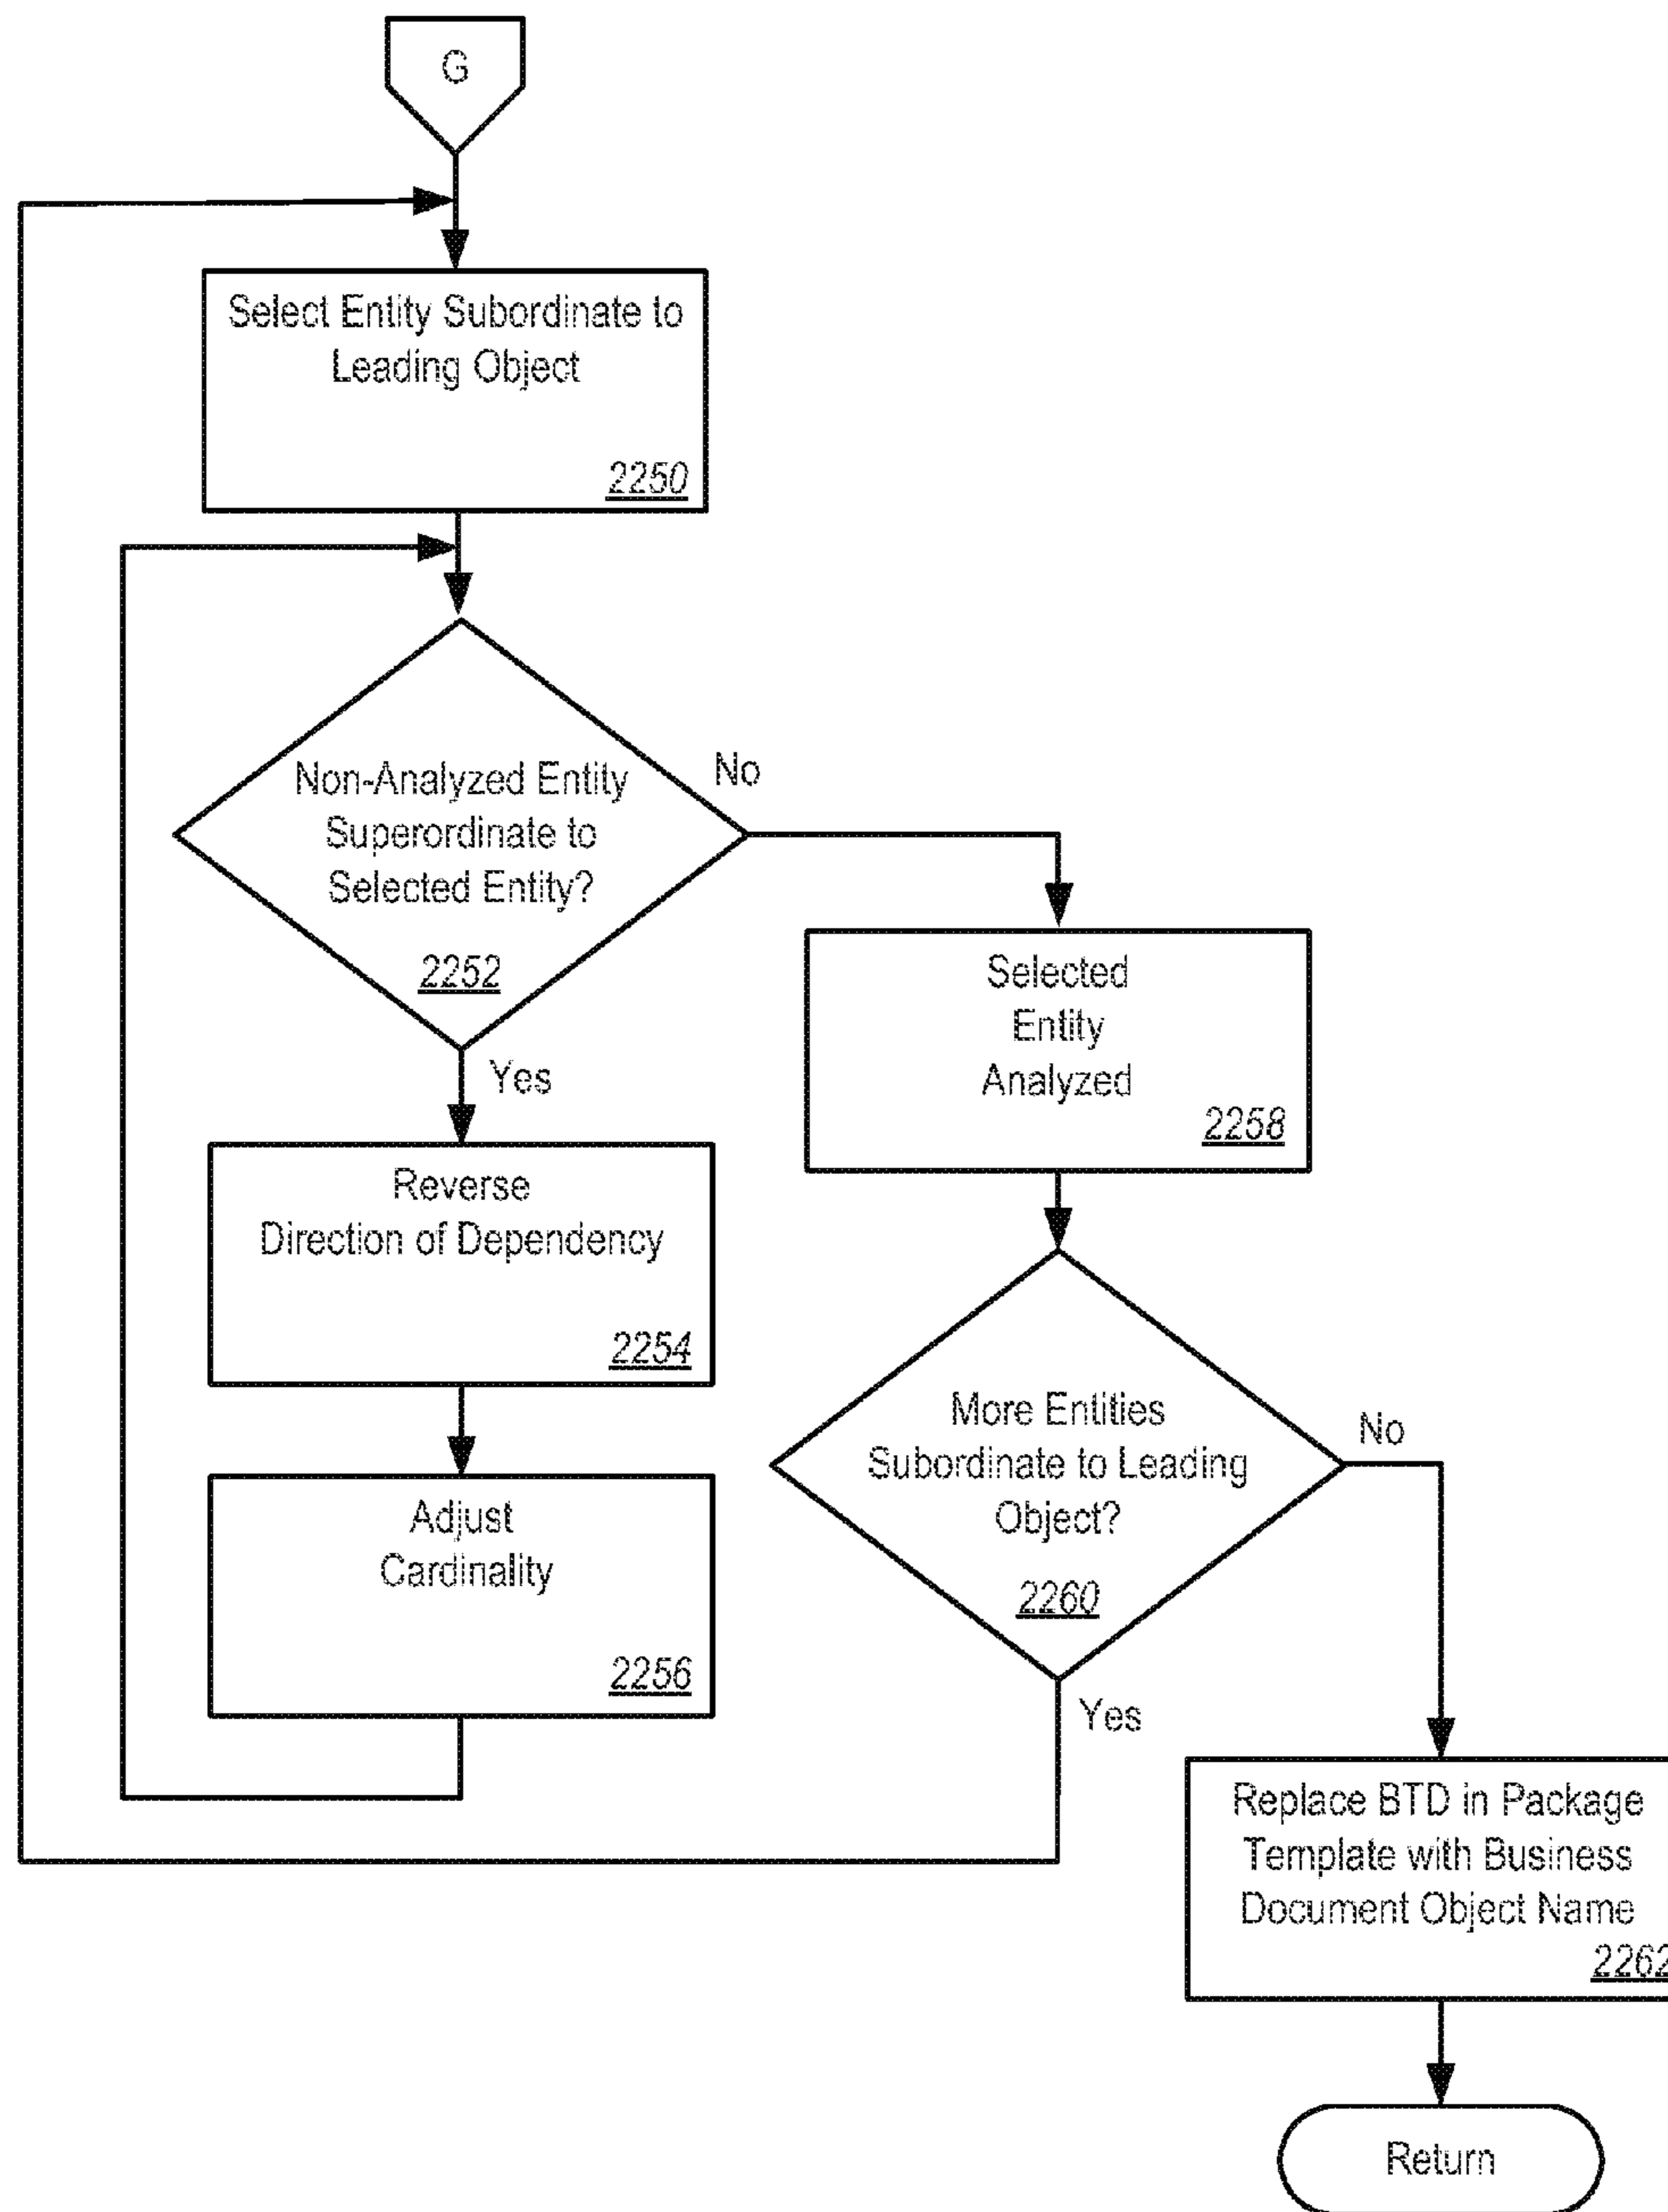 G
Select Entity Subordinate to
Leading Object
2250
Non-Analyzed Entity
Superordinate to
Selected Entity?
2252
No
Yes
Selected
Entity
Analyzed
2258
Reverse
Direction of Dependency
2254
More Entities
Subordinate to Leading
Object?
2260
No
Yes
Adjust
Cardinality
2256
Replace BTD in Package
Template with Business
Document Object Name
2262
Return